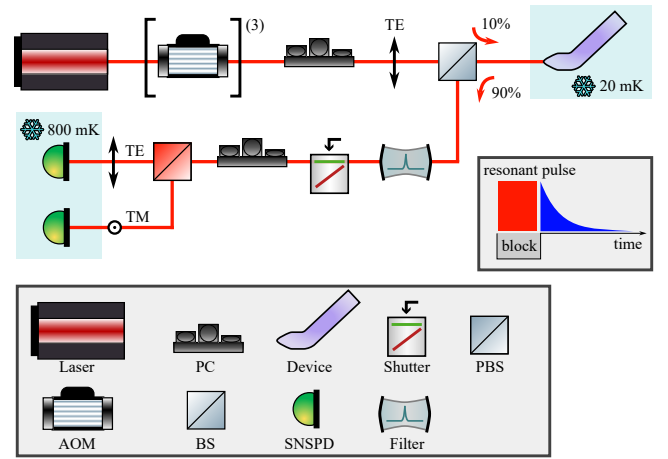 (3)
TE
10%
90%
20 mK
800 mK
TE
TM
resonant pulse
block
time
Laser
PC
Device
Shutter
PBS
AOM
BS
SNSPD
Filter